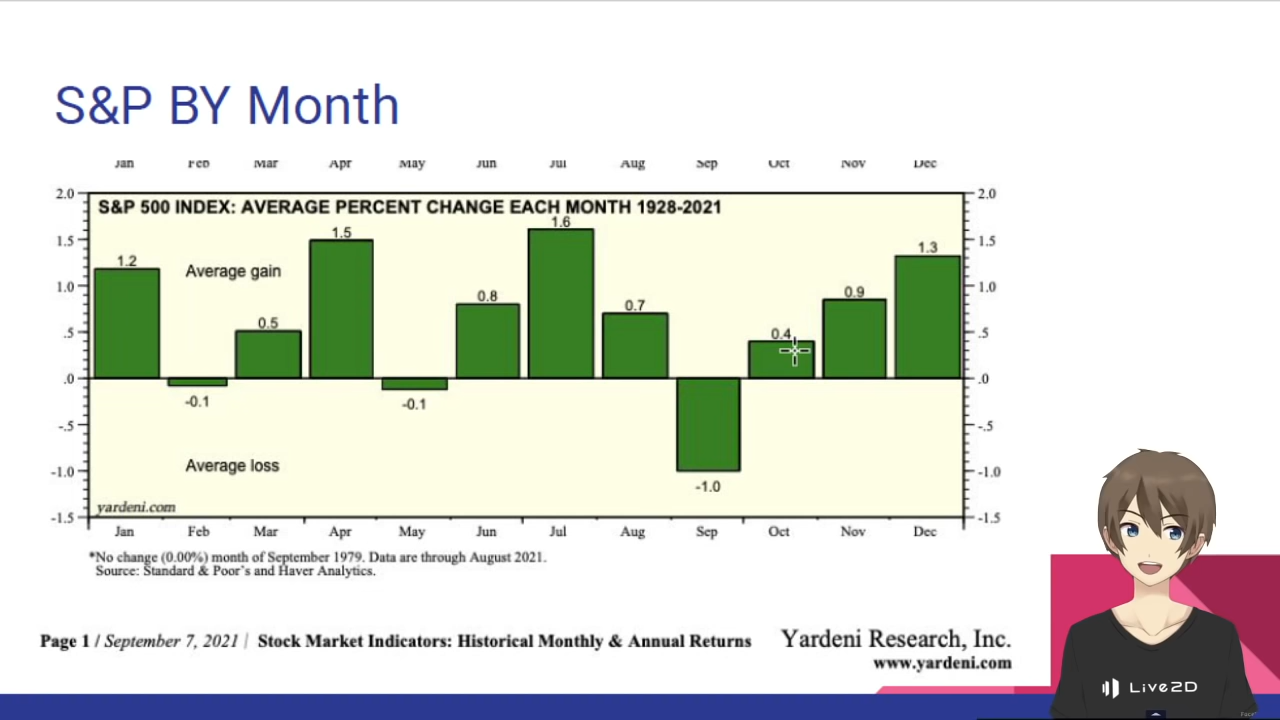 S&P BY Month
Jan Feb Mar Apr May Jun Jul Aug Sep Oct Nov Dec
2.0 2.0
S&P 500 INDEX: AVERAGE PERCENT CHANGE EACH MONTH 1928-2021
1.6
1.5 1.5 1.5
1.3
1.2
Average gain
1.0 1.0
0.9
0.8
0.7
0.5
.5 0.4 .5
.0 .0
-0.1 -0.1
-.5 -.5
Average loss
-1.0 -1.0
-1.0
yardeni.com
-1.5 -1.5
Jan Feb Mar Apr May Jun Jul Aug Sep Oct Nov Dec
*No change (0.00%) month of September 1979. Data are through August 2021.
Source: Standard & Poor's and Haver Analytics.
Page 1 / September 7, 2021 | Stock Market Indicators: Historical Monthly & Annual Returns Yardeni Research, Inc.
www.yardeni.com
Live2D